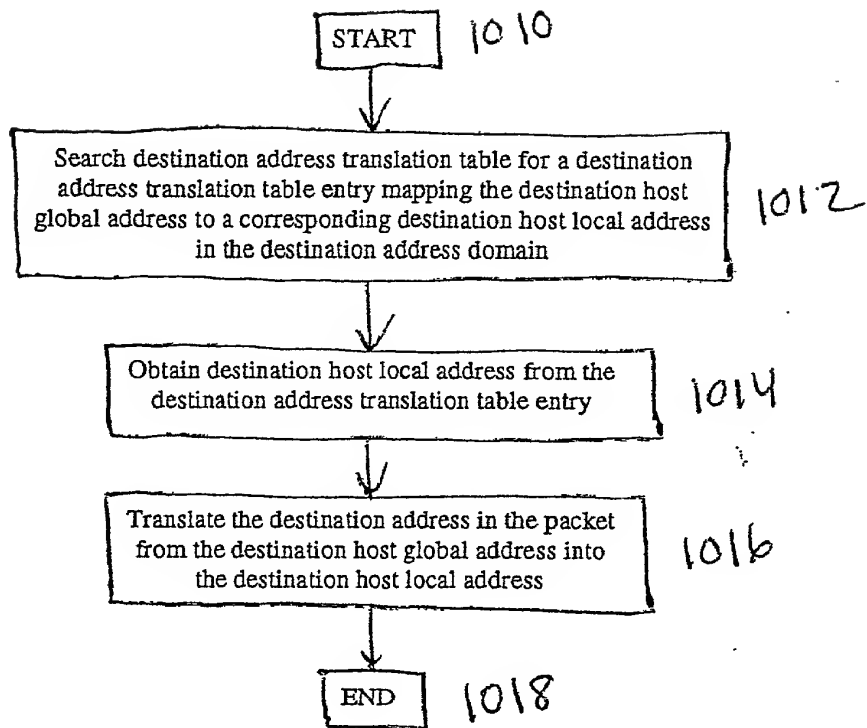 START 1010
Search destination address translation table for a destination
address translation table entry mapping the destination host
global address to a corresponding destination host local address
in the destination address domain
1012
Obtain destination host local address from the
destination address translation table entry
1014
Translate the destination address in the packet
from the destination host global address into
the destination host local address
1016
END 1018